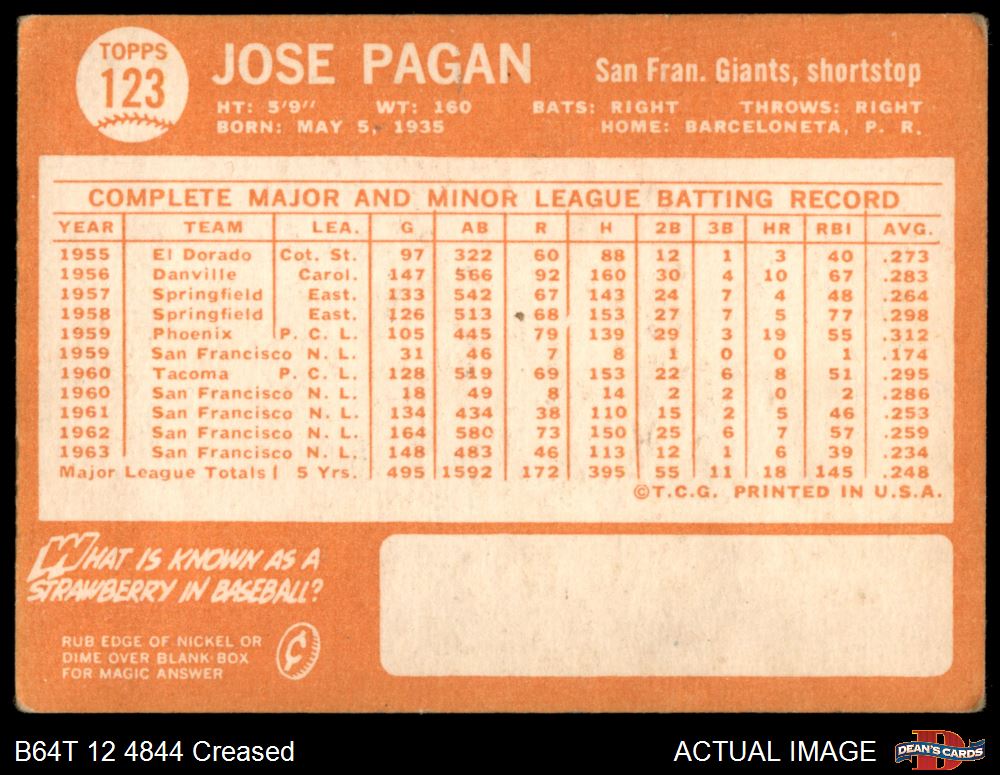 TOPPS
123
JOSE PAGAN
San Fran. Giants, shortstop
HT: 5'9" WT: 160 BATS: RIGHT THROWS: RIGHT
BORN: MAY 5, 1935 HOME: BARCELONETA, P. R.
COMPLETE MAJOR AND MINOR LEAGUE BATTING RECORD
YEAR TEAM LEA. G AB R H 2B 3B HR RBI AVG.
1955 El Dorado Cot. St. 97 322 60 88 12 1 3 40 .273
1956 Danville Carol. 147 566 92 160 30 4 10 67 .283
1957 Springfield East. 133 542 67 143 24 7 4 48 .264
1958 Springfield East. 126 513 68 153 27 7 5 77 .298
1959 Phoenix P. C. L. 105 445 79 139 29 3 19 55 .312
1959 San Francisco N. L. 31 46 7 8 1 0 0 1 .174
1960 Tacoma P. C. L. 128 519 69 153 22 6 8 51 .295
1960 San Francisco N. L. 18 49 8 14 2 2 0 2 .286
1961 San Francisco N. L. 134 434 38 110 15 2 5 46 .253
1962 San Francisco N. L. 164 580 73 150 25 6 7 57 .259
1963 San Francisco N. L. 148 483 46 113 12 1 6 39 .234
Major League Totals 5 Yrs. 495 1592 172 395 55 11 18 145 .248
©T.C.G. PRINTED IN U.S.A.
WHAT IS KNOWN AS A
STRAWBERRY IN BASEBALL?
RUB EDGE OF NICKEL OR
DIME OVER BLANK BOX
FOR MAGIC ANSWER
¢
B64T 12 4844 Creased
ACTUAL IMAGE
D
DEAN'S CARDS